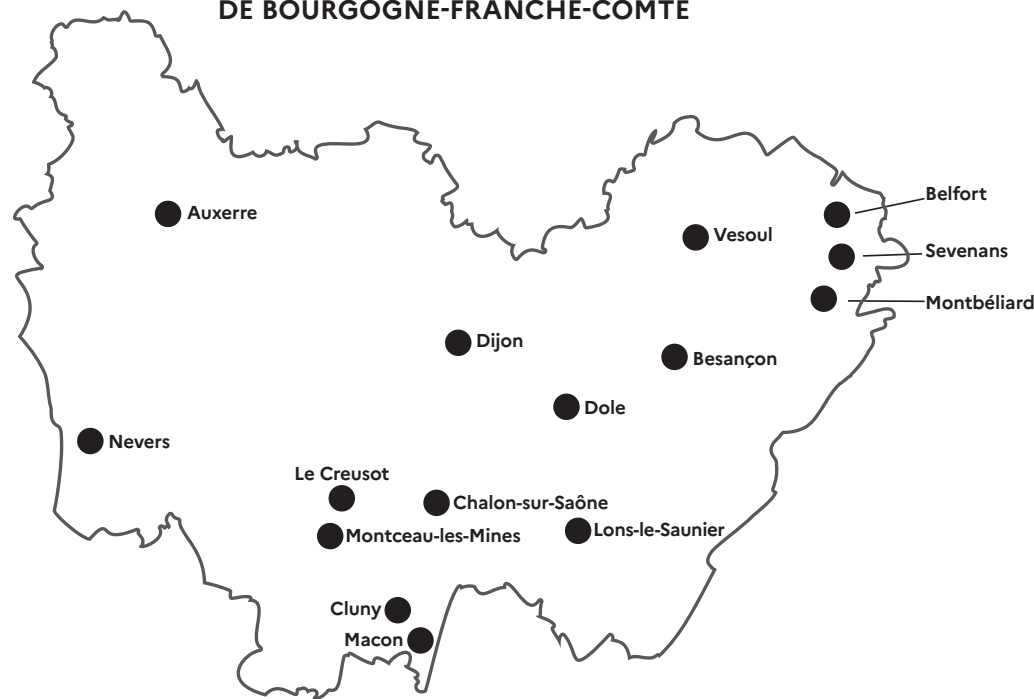 DE BOURGOGNE-FRANCHE-COMTÉ
Belfort
Auxerre
Vesoul
Sevenans
Montbéliard
Dijon
Besançon
Dole
Nevers
Le Creusot
Chalon-sur-Saône
Lons-le-Saunier
Montceau-les-Mines
Cluny
Macon